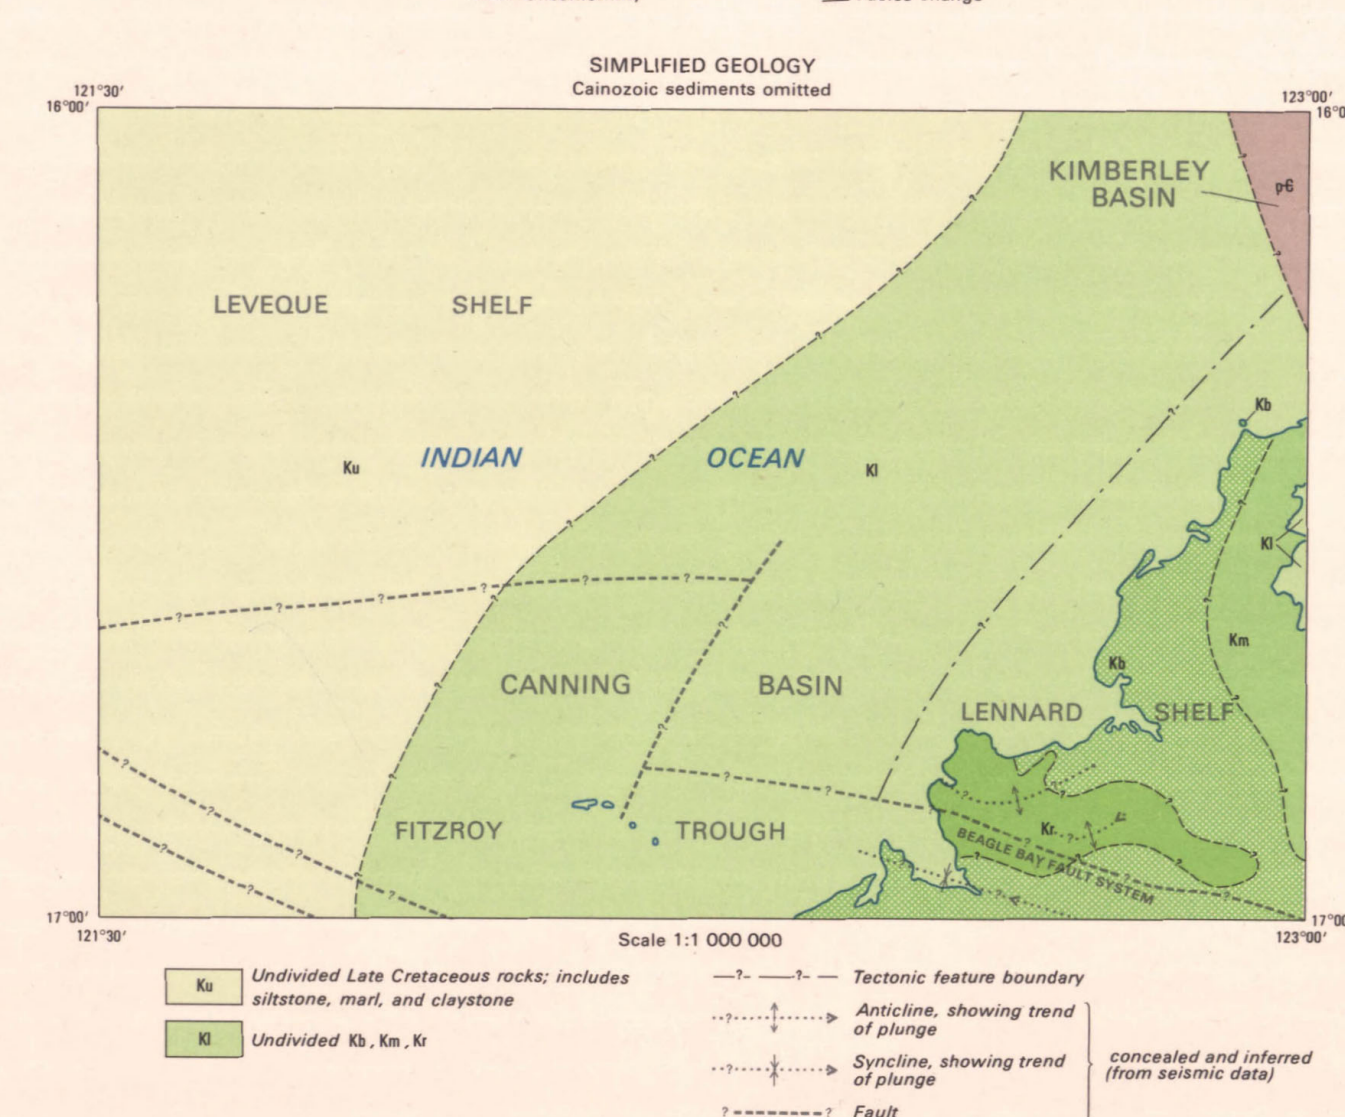 SIMPLIFIED GEOLOGY
Cainozoic sediments omitted
121°30′
123°00′
16°00′
KIMBERLEY
BASIN
p-Є
LEVEQUE SHELF
Kb
INDIAN OCEAN
Ku
Kl
Kl
Km
Kb
CANNING BASIN
LENNARD SHELF
FITZROY TROUGH
Kr
BEAGLE BAY FAULT SYSTEM
17°00′
121°30′
Scale 1:1 000 000
123°00′
Ku Undivided Late Cretaceous rocks; includes
siltstone, marl, and claystone
Kl Undivided Kb, Km, Kr
Tectonic feature boundary
Anticline, showing trend
of plunge
Syncline, showing trend
of plunge
Fault
concealed and inferred
(from seismic data)